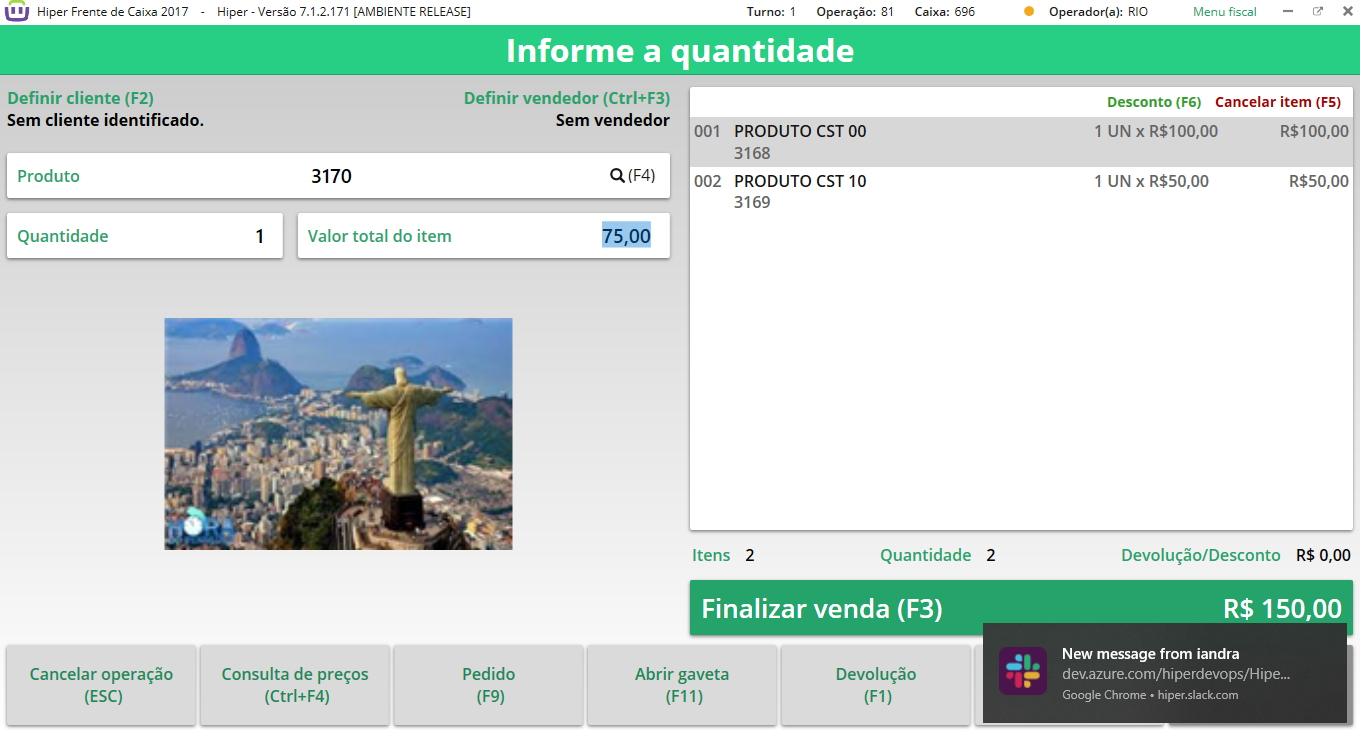 Hiper Frente de Caixa 2017 - Hiper - Versão 7.1.2.171 [AMBIENTE RELEASE] Turno: 1 Operação: 81 Caixa: 696 Operador(a): RIO Menu fiscal
Informe a quantidade
Definir cliente (F2) Definir vendedor (Ctrl+F3)
Sem cliente identificado. Sem vendedor
Produto 3170 (F4)
Quantidade 1 Valor total do item 75,00
Desconto (F6) Cancelar item (F5)
001 PRODUTO CST 00 1 UN x R$100,00 R$100,00
3168
002 PRODUTO CST 10 1 UN x R$50,00 R$50,00
3169
Itens 2 Quantidade 2 Devolução/Desconto R$ 0,00
Finalizar venda (F3) R$ 150,00
Cancelar operação
(ESC)
Consulta de preços
(Ctrl+F4)
Pedido
(F9)
Abrir gaveta
(F11)
Devolução
(F1)
New message from iandra
dev.azure.com/hiperdevops/Hipe...
Google Chrome • hiper.slack.com